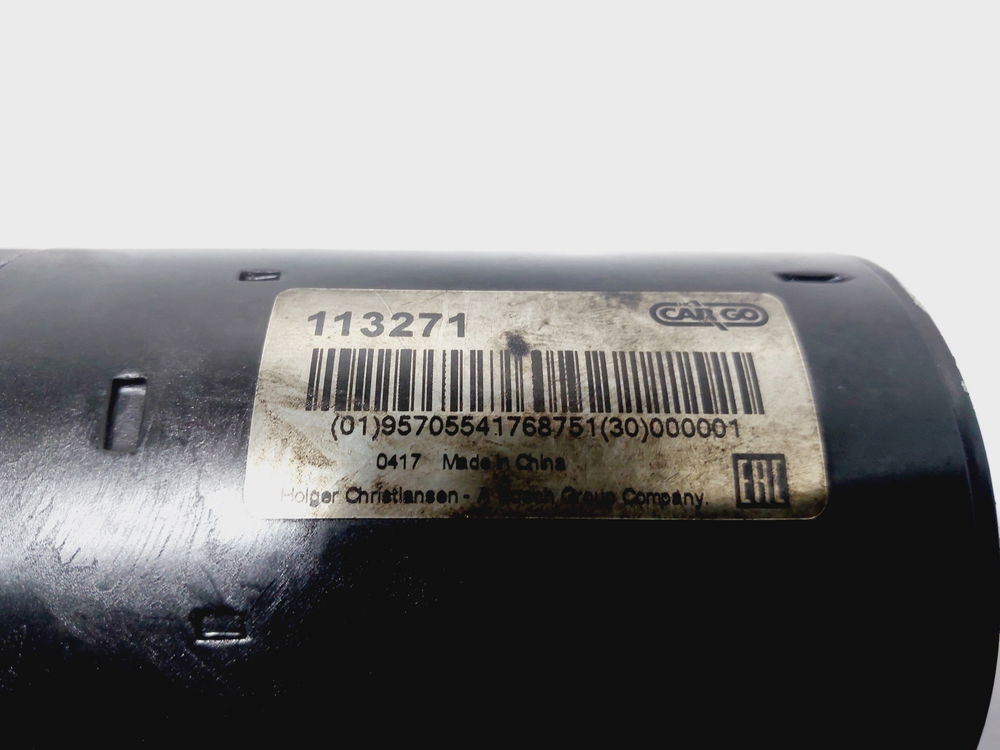 113271
CARGO
(01)95705541768751(30)000001
0417 Made in China
Holger Christiansen - A Bosch Group Company.
EAC